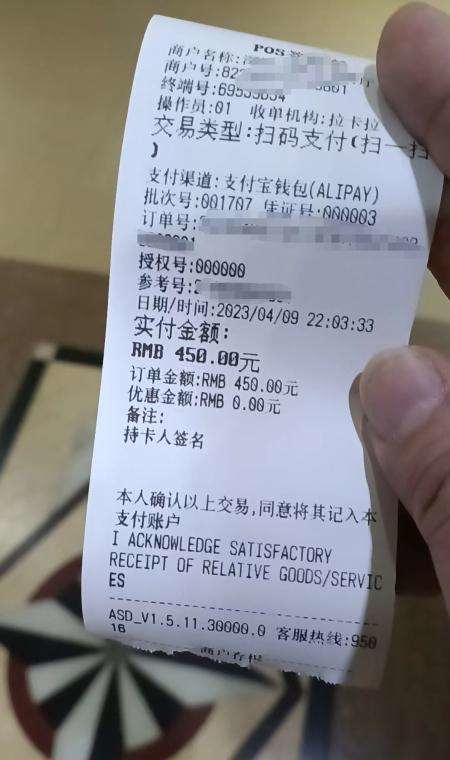 POS
商户名称:
商户号:82 0601
终端号:69535654
操作员:01 收单机构:拉卡拉
交易类型:扫码支付(扫一扫
)
支付渠道:支付宝钱包(ALIPAY)
批次号:001707 凭证号:000003
订单号:
授权号:000000
参考号:2
日期/时间:2023/04/09 22:03:33
实付金额:
RMB 450.00元
订单金额:RMB 450.00元
优惠金额:RMB 0.00元
备注:
持卡人签名
本人确认以上交易,同意将其记入本
支付账户
I ACKNOWLEDGE SATISFACTORY
RECEIPT OF RELATIVE GOODS/SERVIC
ES
ASD_V1.5.11.30000.0 客服热线:950
16
商户存根